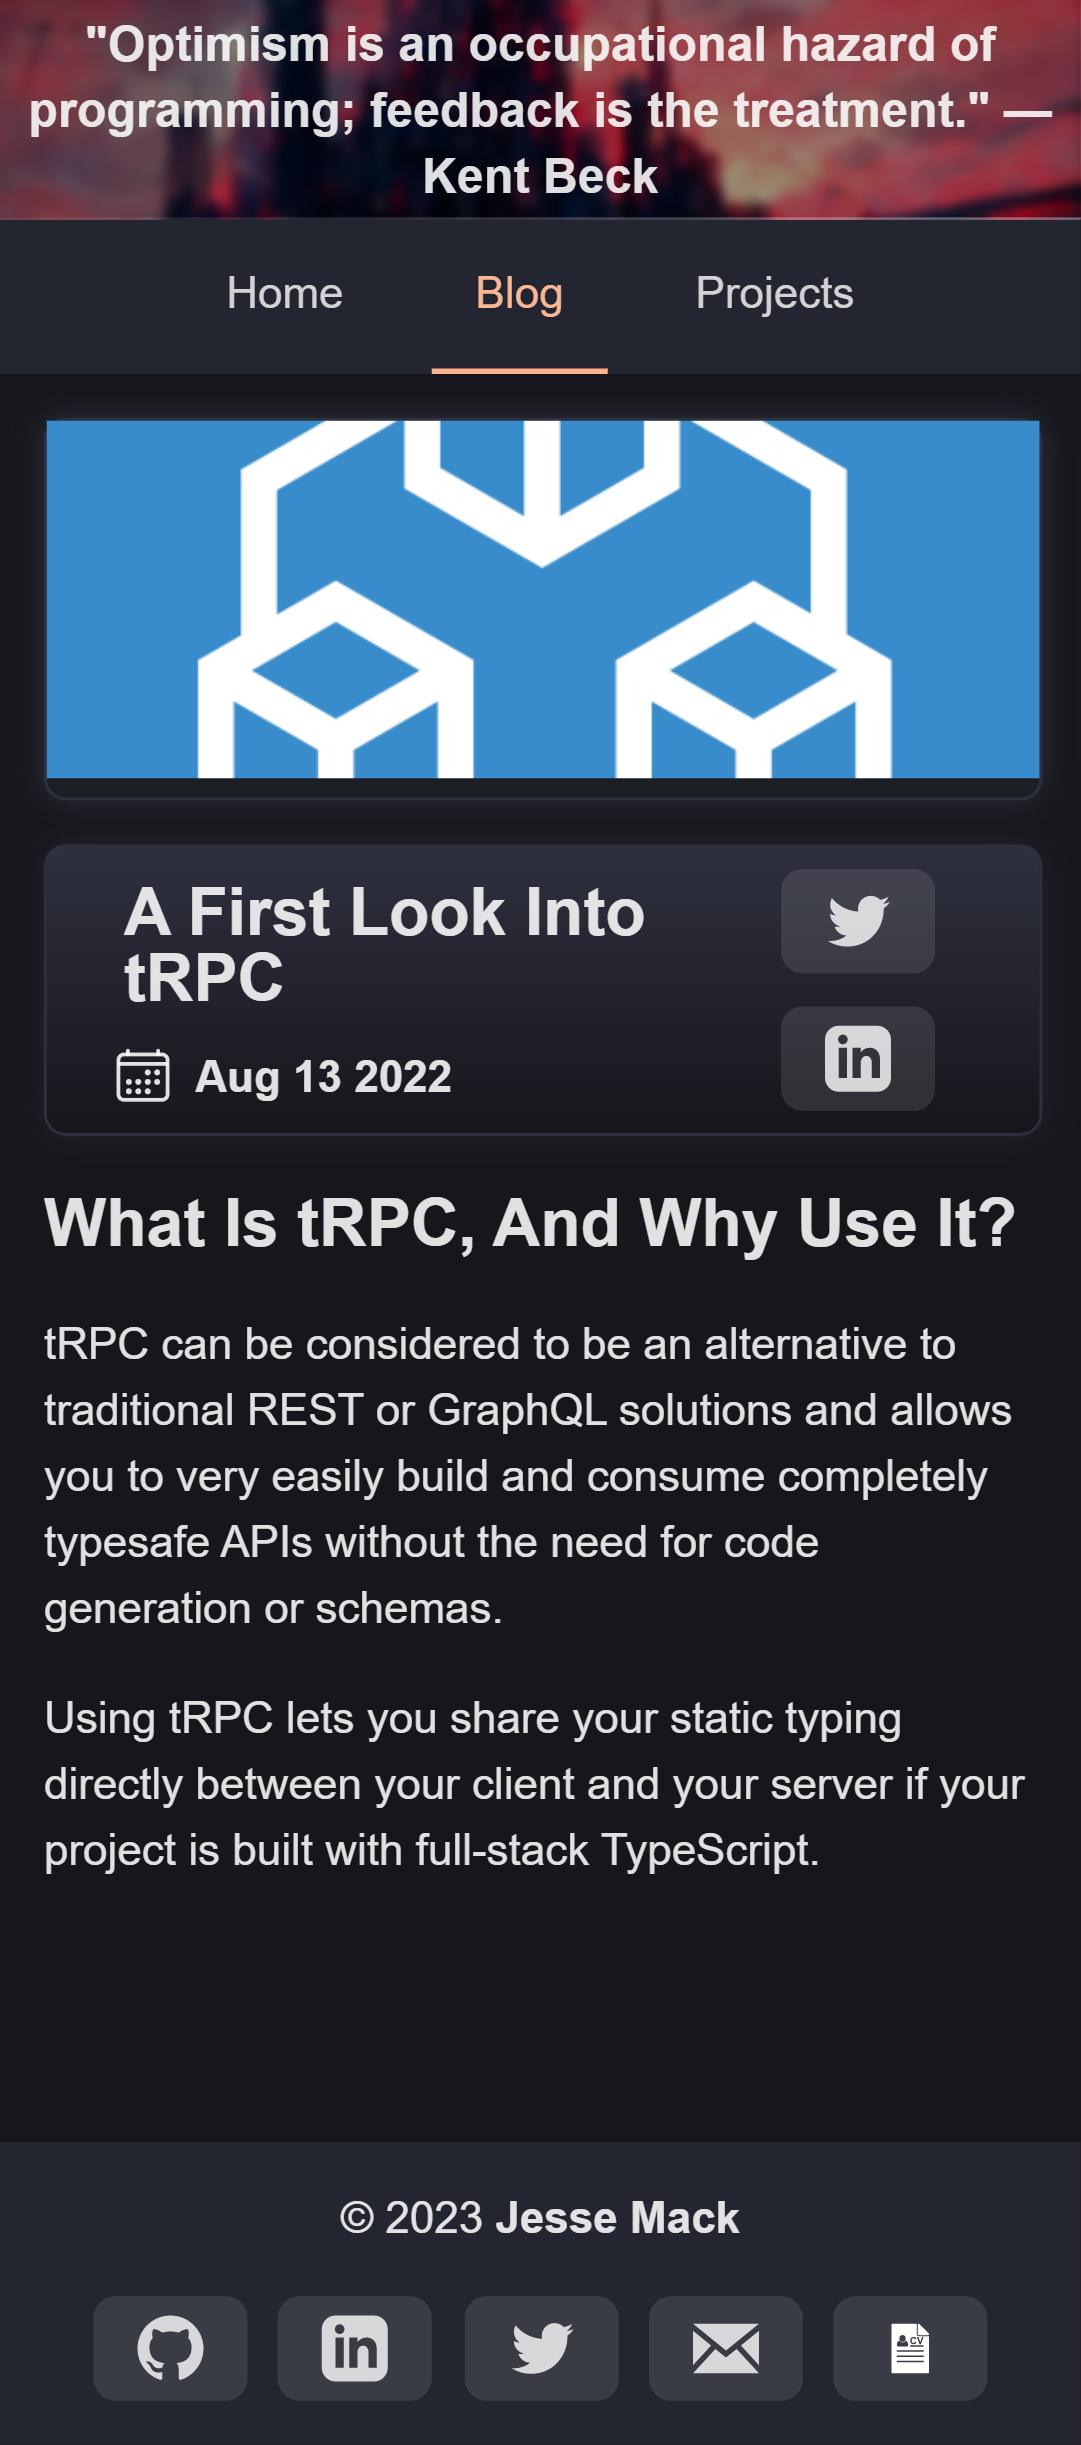 "Optimism is an occupational hazard of
programming; feedback is the treatment." —
Kent Beck
Home Blog Projects
A First Look Into
tRPC
Aug 13 2022
in
What Is tRPC, And Why Use It?
tRPC can be considered to be an alternative to
traditional REST or GraphQL solutions and allows
you to very easily build and consume completely
typesafe APIs without the need for code
generation or schemas.
Using tRPC lets you share your static typing
directly between your client and your server if your
project is built with full-stack TypeScript.
© 2023 Jesse Mack
in
CV